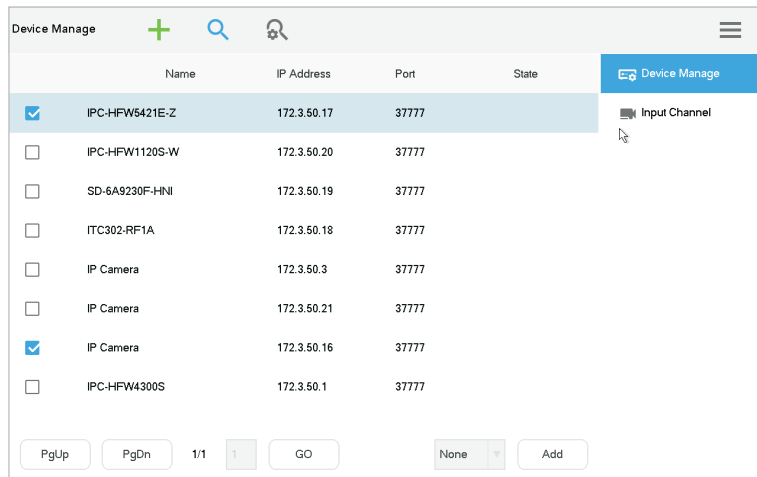 Device Manage
Name IP Address Port State Device Manage
IPC-HFW5421E-Z 172.3.50.17 37777 Input Channel
IPC-HFW1120S-W 172.3.50.20 37777
SD-6A9230F-HNI 172.3.50.19 37777
ITC302-RF1A 172.3.50.18 37777
IP Camera 172.3.50.3 37777
IP Camera 172.3.50.21 37777
IP Camera 172.3.50.16 37777
IPC-HFW4300S 172.3.50.1 37777
PgUp PgDn 1/1 1 GO None Add